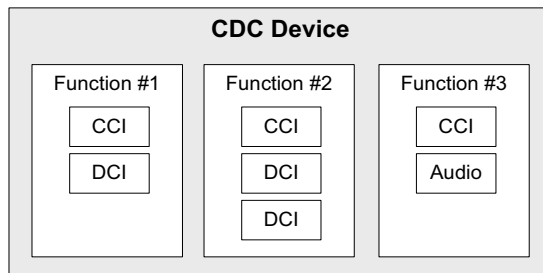 CDC Device
Function #1
CCI
DCI
Function #2
CCI
DCI
DCI
Function #3
CCI
Audio